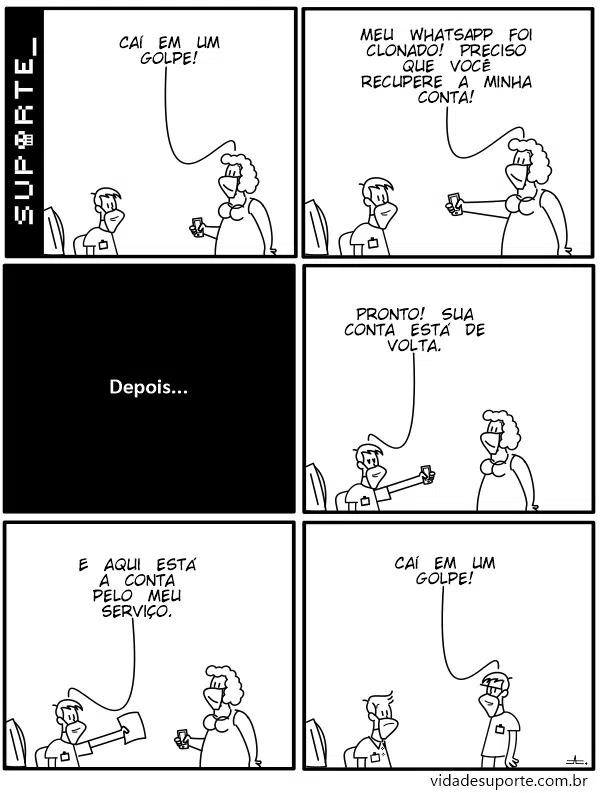 SUPORTE_
CAÍ EM UM
GOLPE!
MEU WHATSAPP FOI
CLONADO! PRECISO
QUE VOCÊ
RECUPERE A MINHA
CONTA!
Depois...
PRONTO! SUA
CONTA ESTÁ DE
VOLTA.
E AQUI ESTÁ
A CONTA
PELO MEU
SERVIÇO.
CAÍ EM UM
GOLPE!
vidadesuporte.com.br